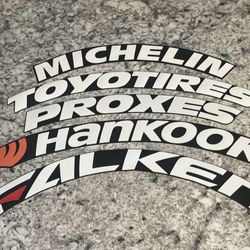 MICHELIN
TOYOTIRES
PROXES
HANKOOK
FALKEN